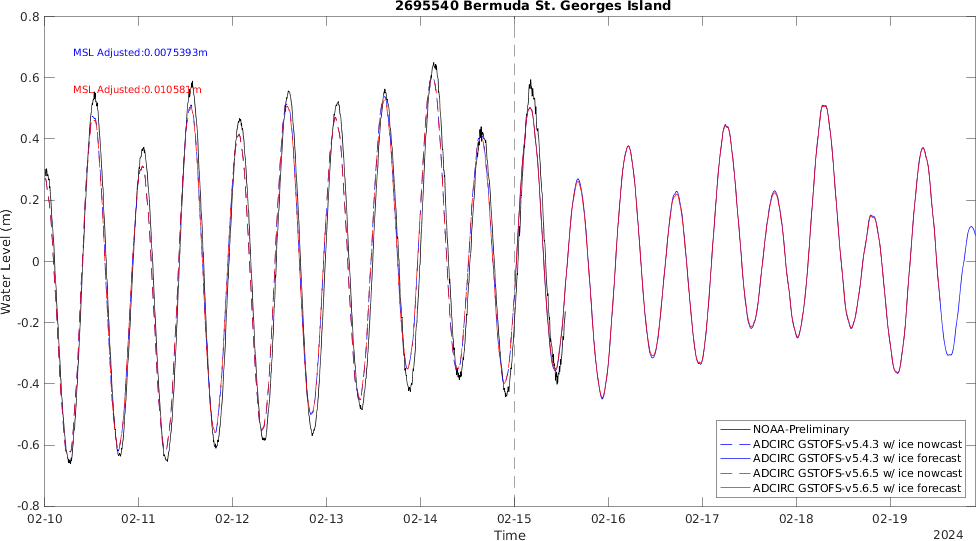 2695540 Bermuda St. Georges Island
MSL Adjusted:0.0075393m
MSL Adjusted:0.010581m
Water Level (m)
0.8
0.6
0.4
0.2
0
-0.2
-0.4
-0.6
-0.8
NOAA-Preliminary
ADCIRC GSTOFS-v5.4.3 w/ ice nowcast
ADCIRC GSTOFS-v5.4.3 w/ ice forecast
ADCIRC GSTOFS-v5.6.5 w/ ice nowcast
ADCIRC GSTOFS-v5.6.5 w/ ice forecast
02-10 02-11 02-12 02-13 02-14 02-15 02-16 02-17 02-18 02-19
Time
2024